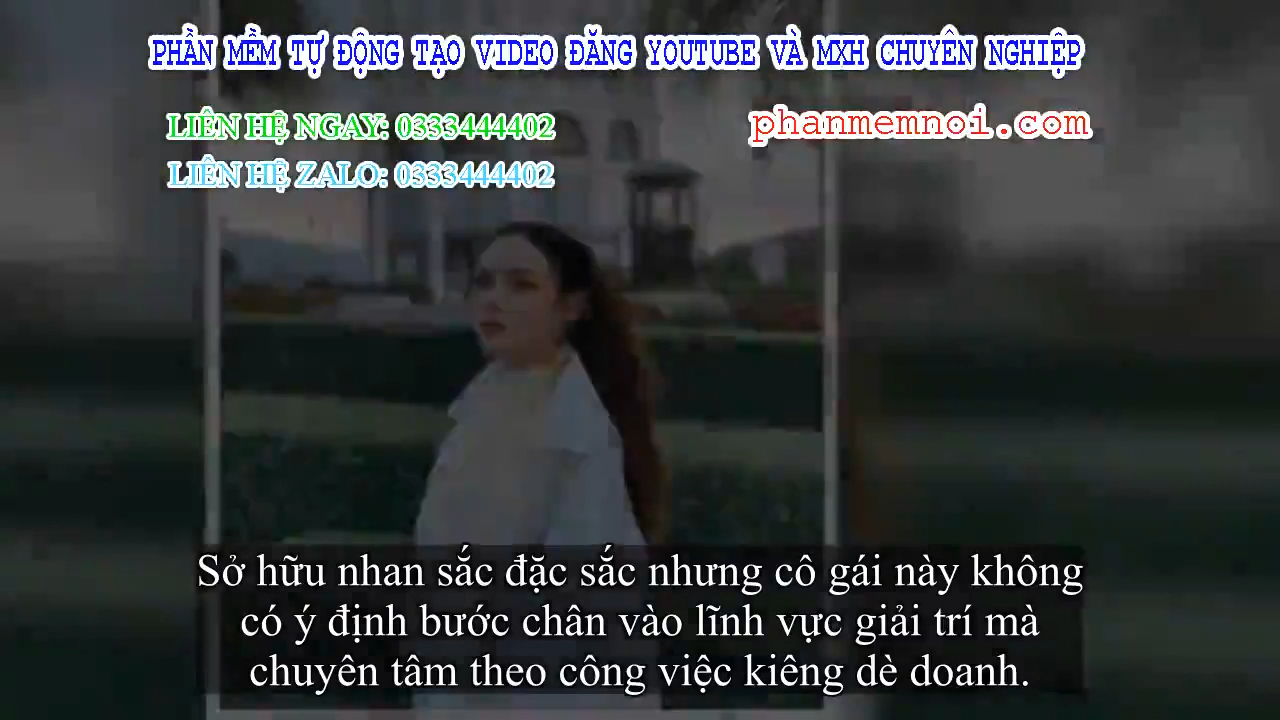 PHẦN MỀM TỰ ĐỘNG TẠO VIDEO ĐĂNG YOUTUBE VÀ MXH CHUYÊN NGHIỆP
LIÊN HỆ NGAY: 0333444402
phanmemnoi.com
LIÊN HỆ ZALO: 0333444402
Sở hữu nhan sắc đặc sắc nhưng cô gái này không
có ý định bước chân vào lĩnh vực giải trí mà
chuyên tâm theo công việc kiêng dè doanh.